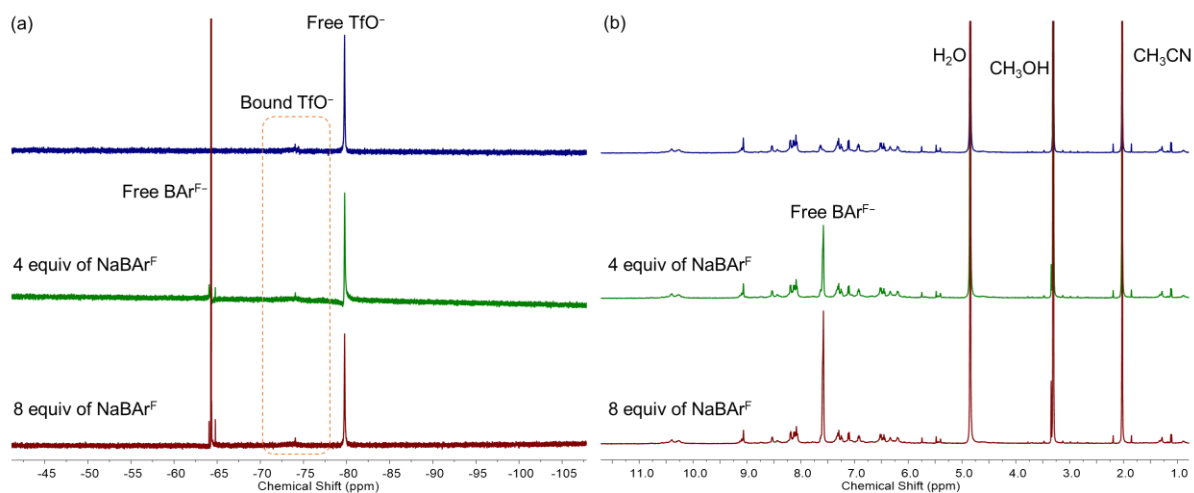 (a)
Free TfO⁻
Bound TfO⁻
Free BArF⁻
4 equiv of NaBArF
8 equiv of NaBArF
-45 -50 -55 -60 -65 -70 -75 -80 -85 -90 -95 -100 -105
Chemical Shift (ppm)
(b)
H₂O
CH₃OH
CH₃CN
Free BArF⁻
4 equiv of NaBArF
8 equiv of NaBArF
11.0 10.0 9.0 8.0 7.0 6.0 5.0 4.0 3.0 2.0 1.0
Chemical Shift (ppm)